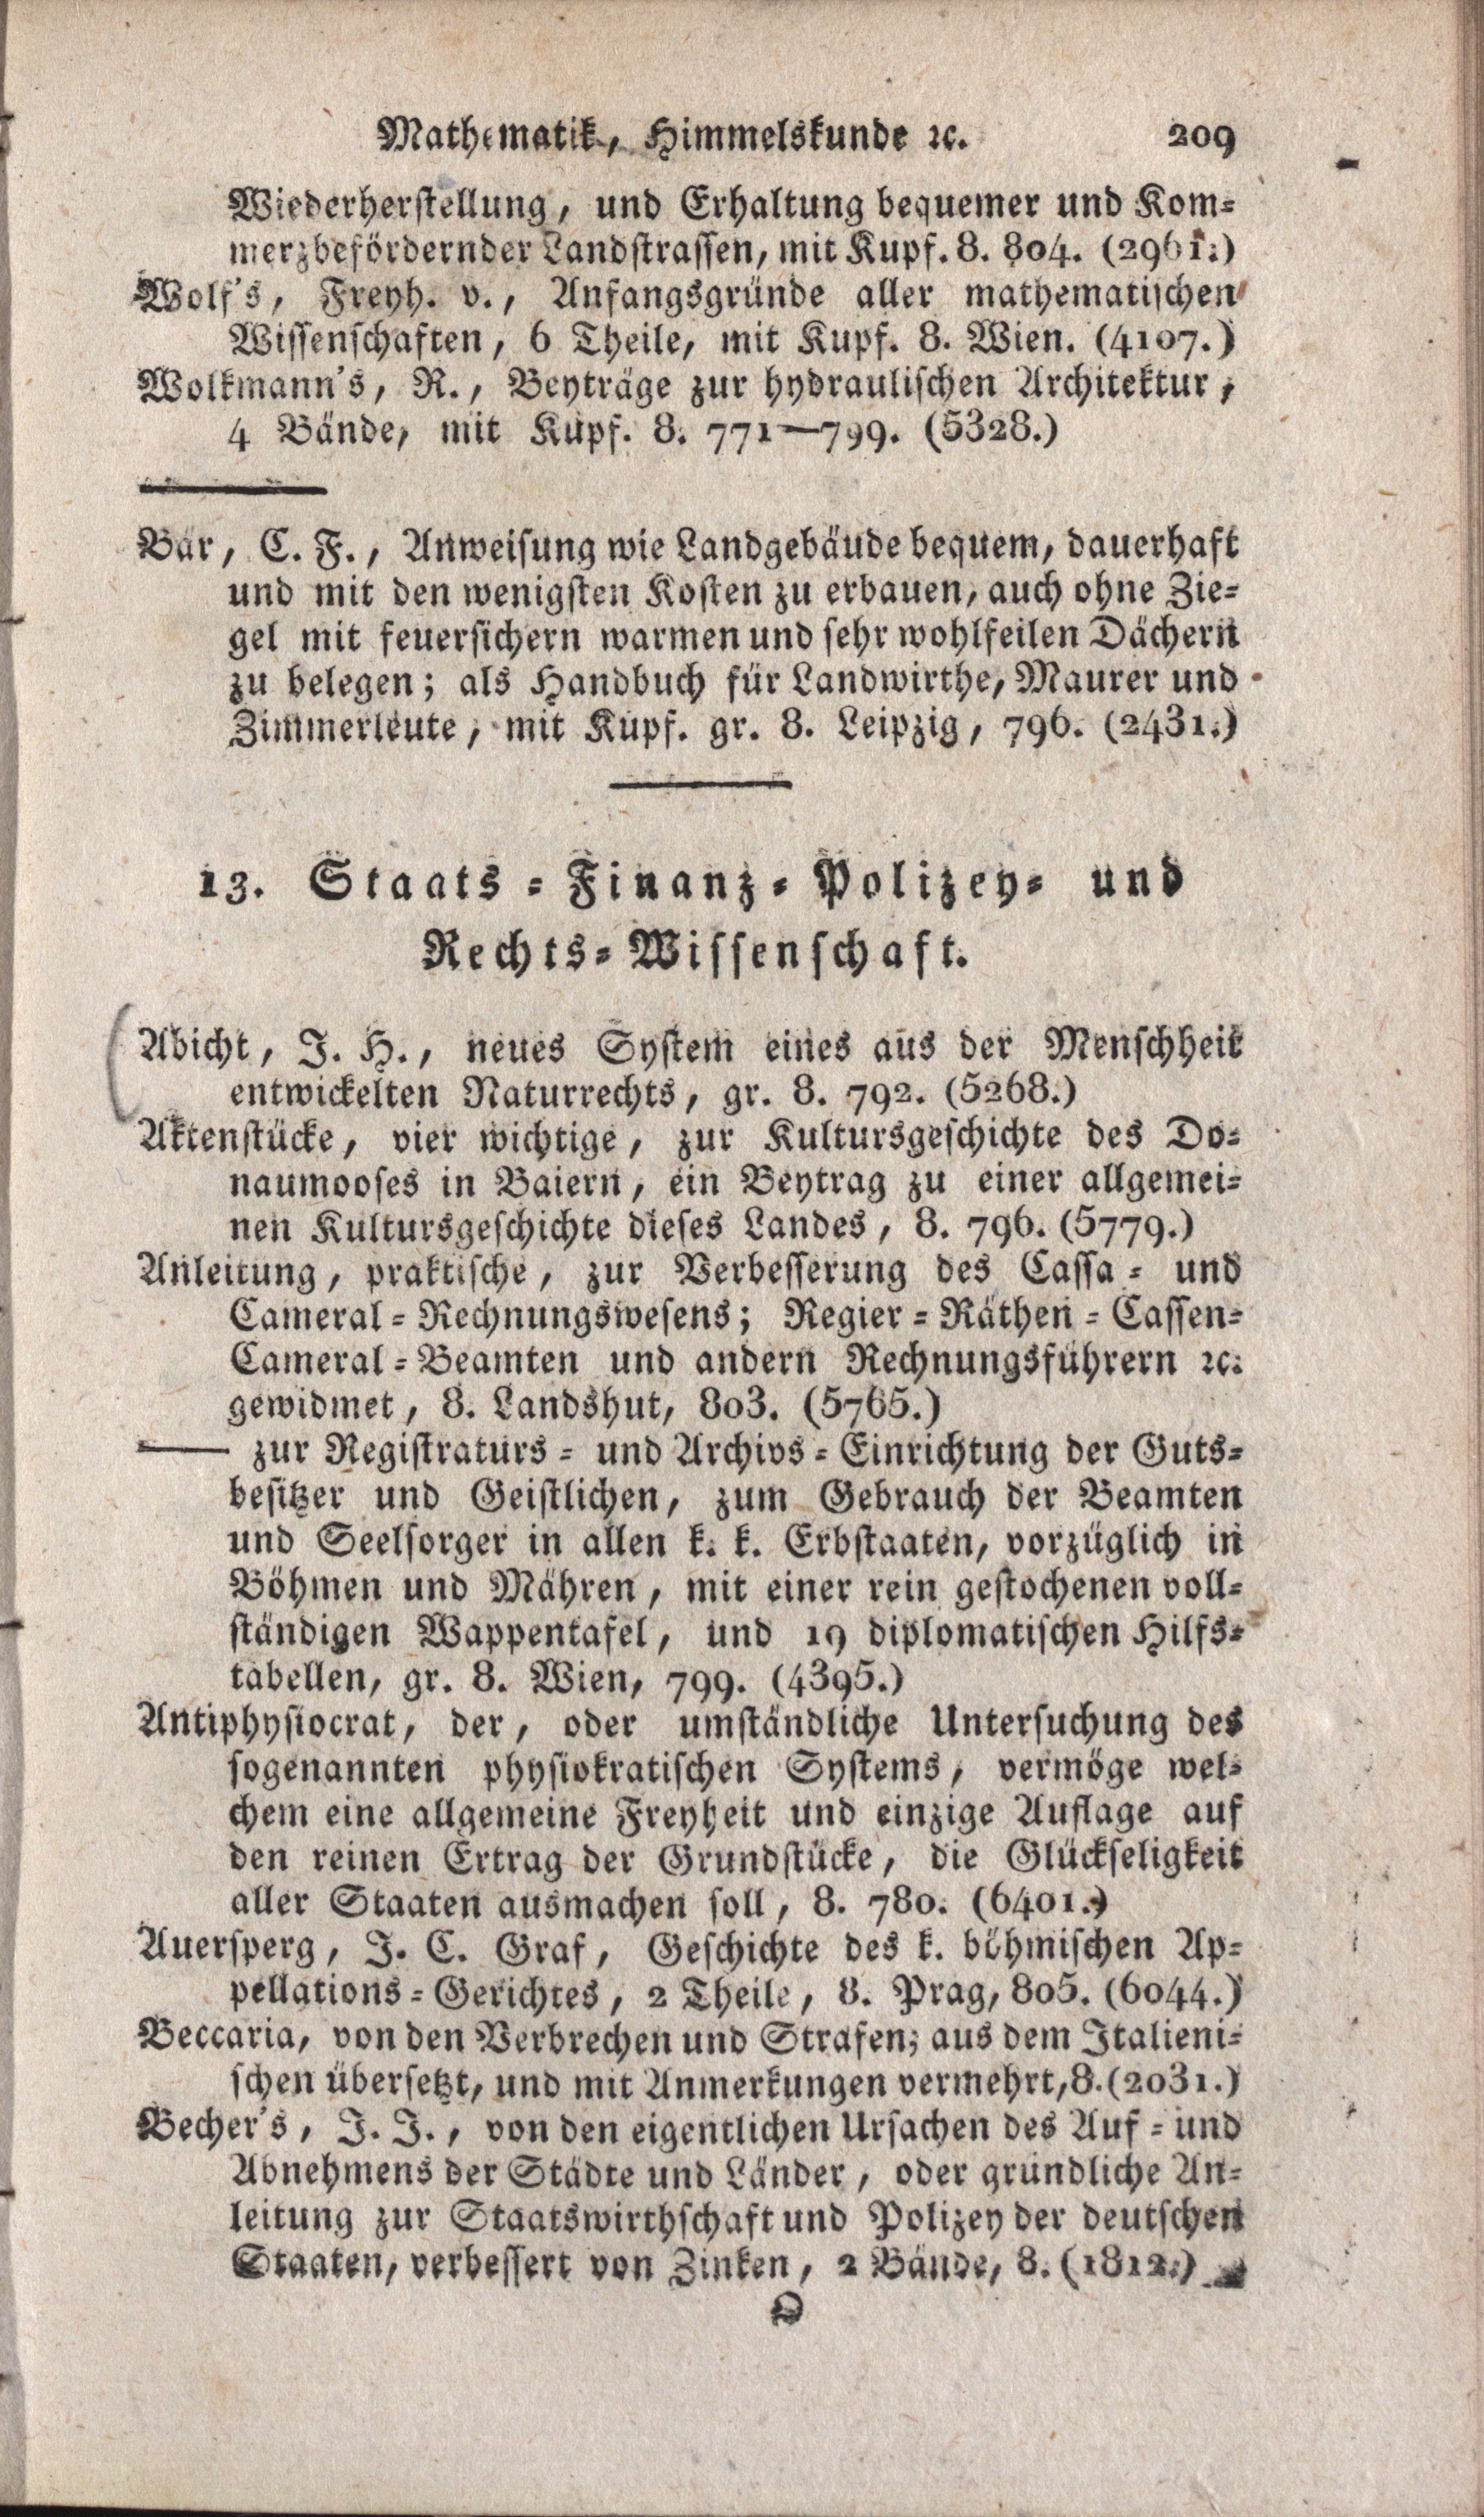 Mathematik, Himmelskunde ꝛc. 209
Wiederherstellung, und Erhaltung bequemer und Kom-
merzbefördernder Landstrassen, mit Kupf. 8. 804. (2961.)
Wolf's, Freyh. v., Anfangsgründe aller mathematischen
Wissenschaften, 6 Theile, mit Kupf. 8. Wien. (4107.)
Wolkmann's, R., Beyträge zur hydraulischen Architektur,
4 Bände, mit Kupf. 8. 771—799. (5328.)
Bär, C. F., Anweisung wie Landgebäude bequem, dauerhaft
und mit den wenigsten Kosten zu erbauen, auch ohne Zie-
gel mit feuersichern warmen und sehr wohlfeilen Dächern
zu belegen; als Handbuch für Landwirthe, Maurer und
Zimmerleute, mit Kupf. gr. 8. Leipzig, 796. (2431.)
13. Staats-Finanz-Polizey- und
Rechts-Wissenschaft.
Abicht, J. H., neues System eines aus der Menschheit
entwickelten Naturrechts, gr. 8. 792. (5268.)
Aktenstücke, vier wichtige, zur Kultursgeschichte des Do-
naumooses in Baiern, ein Beytrag zu einer allgemei-
nen Kultursgeschichte dieses Landes, 8. 796. (5779.)
Anleitung, praktische, zur Verbesserung des Cassa- und
Cameral-Rechnungswesens; Regier-Räthen-Cassen-
Cameral-Beamten und andern Rechnungsführern ꝛc.
gewidmet, 8. Landshut, 803. (5765.)
—— zur Registraturs- und Archivs-Einrichtung der Guts-
besitzer und Geistlichen, zum Gebrauch der Beamten
und Seelsorger in allen k. k. Erbstaaten, vorzüglich in
Böhmen und Mähren, mit einer rein gestochenen voll-
ständigen Wappentafel, und 19 diplomatischen Hilfs-
tabellen, gr. 8. Wien, 799. (4395.)
Antiphysiocrat, der, oder umständliche Untersuchung des
sogenannten physiokratischen Systems, vermöge wel-
chem eine allgemeine Freyheit und einzige Auflage auf
den reinen Ertrag der Grundstücke, die Glückseligkeit
aller Staaten ausmachen soll, 8. 780. (6401.)
Auersperg, J. C. Graf, Geschichte des k. böhmischen Ap-
pellations-Gerichtes, 2 Theile, 8. Prag, 805. (6044.)
Beccaria, von den Verbrechen und Strafen; aus dem Italieni-
schen übersetzt, und mit Anmerkungen vermehrt, 8. (2031.)
Becher's, J. J., von den eigentlichen Ursachen des Auf- und
Abnehmens der Städte und Länder, oder gründliche An-
leitung zur Staatswirthschaft und Polizey der deutschen
Staaten, verbessert von Zinken, 2 Bände, 8. (1812.)
O